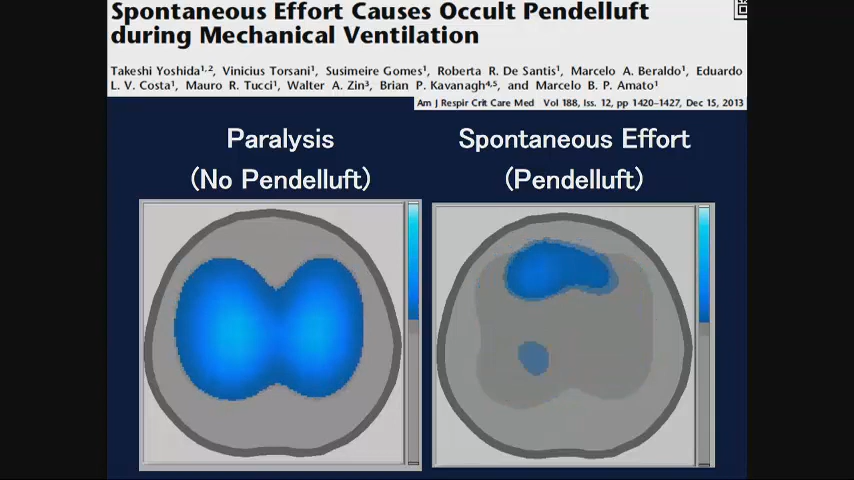 Spontaneous Effort Causes Occult Pendelluft
during Mechanical Ventilation
Takeshi Yoshida1,2, Vinicius Torsani1, Susimeire Gomes1, Roberta R. De Santis1, Marcelo A. Beraldo1, Eduardo
L. V. Costa1, Mauro R. Tucci1, Walter A. Zin3, Brian P. Kavanagh4,5, and Marcelo B. P. Amato1
Am J Respir Crit Care Med Vol 188, Iss. 12, pp 1420–1427, Dec 15, 2013
Paralysis
(No Pendelluft)
Spontaneous Effort
(Pendelluft)